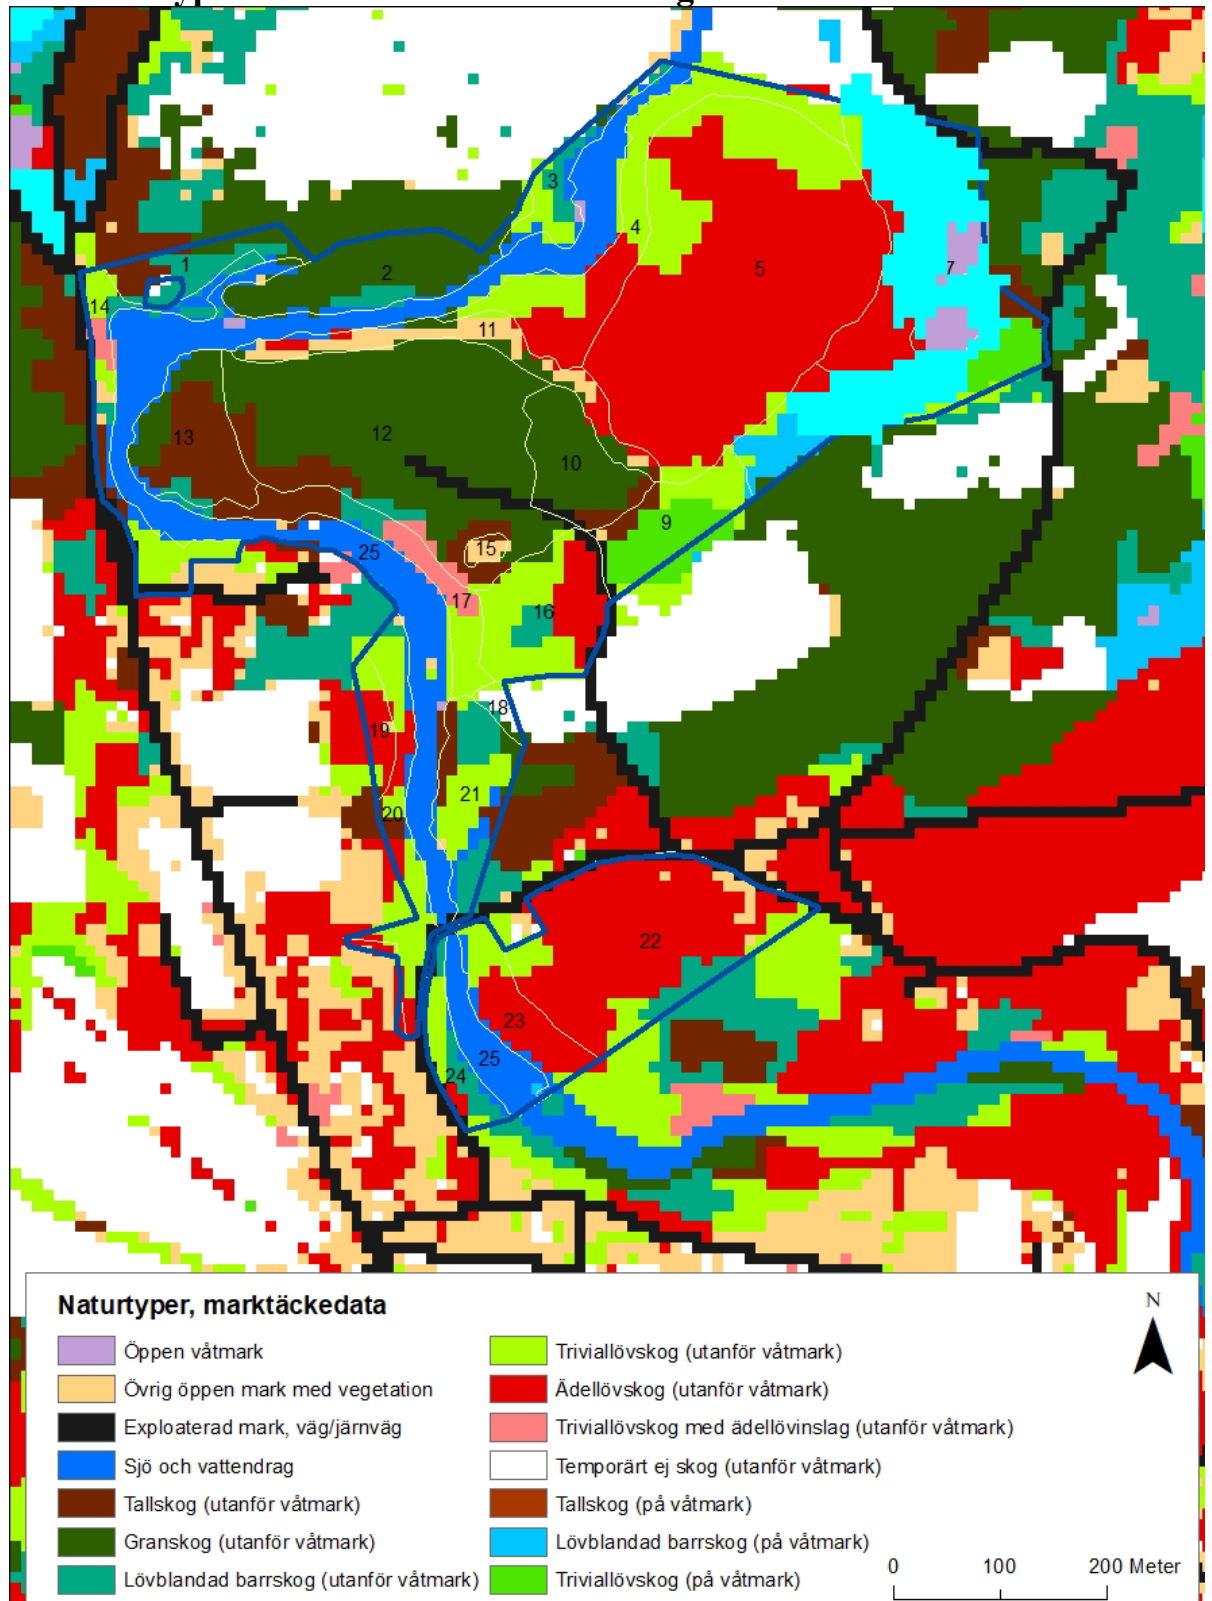 3
1
4
2
5
7
14
11
13
12
10
9
15
25
17
16
18
19
21
20
22
23
25
24
Naturtyper, marktäckedata
N
Öppen våtmark
Övrig öppen mark med vegetation
Exploaterad mark, väg/järnväg
Sjö och vattendrag
Tallskog (utanför våtmark)
Granskog (utanför våtmark)
Lövblandad barrskog (utanför våtmark)
Triviallövskog (utanför våtmark)
Ädellövskog (utanför våtmark)
Triviallövskog med ädellövinslag (utanför våtmark)
Temporärt ej skog (utanför våtmark)
Tallskog (på våtmark)
Lövblandad barrskog (på våtmark)
Triviallövskog (på våtmark)
0 100 200 Meter